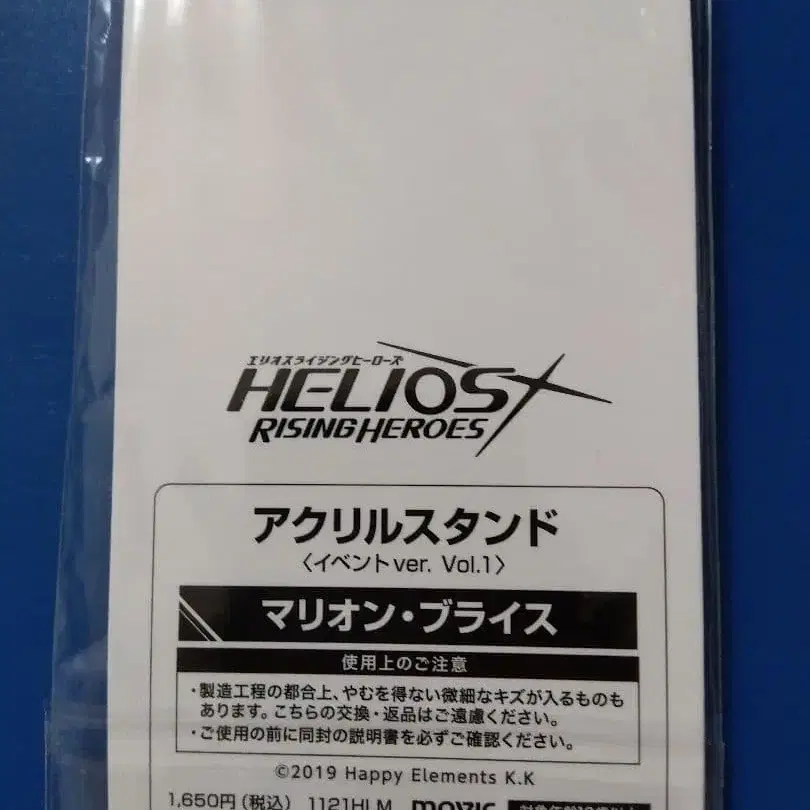 エリオスライジングヒーローズ
HELIOS
RISING HEROES
アクリルスタンド
〈イベントver. Vol.1〉
マリオン・ブライス
使用上のご注意
・製造工程の都合上、やむを得ない微細なキズが入るものも
あります。こちらの交換・返品はご遠慮ください。
・ご使用の前に同封の説明書を必ずご確認ください。
©2019 Happy Elements K.K
1,650円(税込) 1121HLM movic